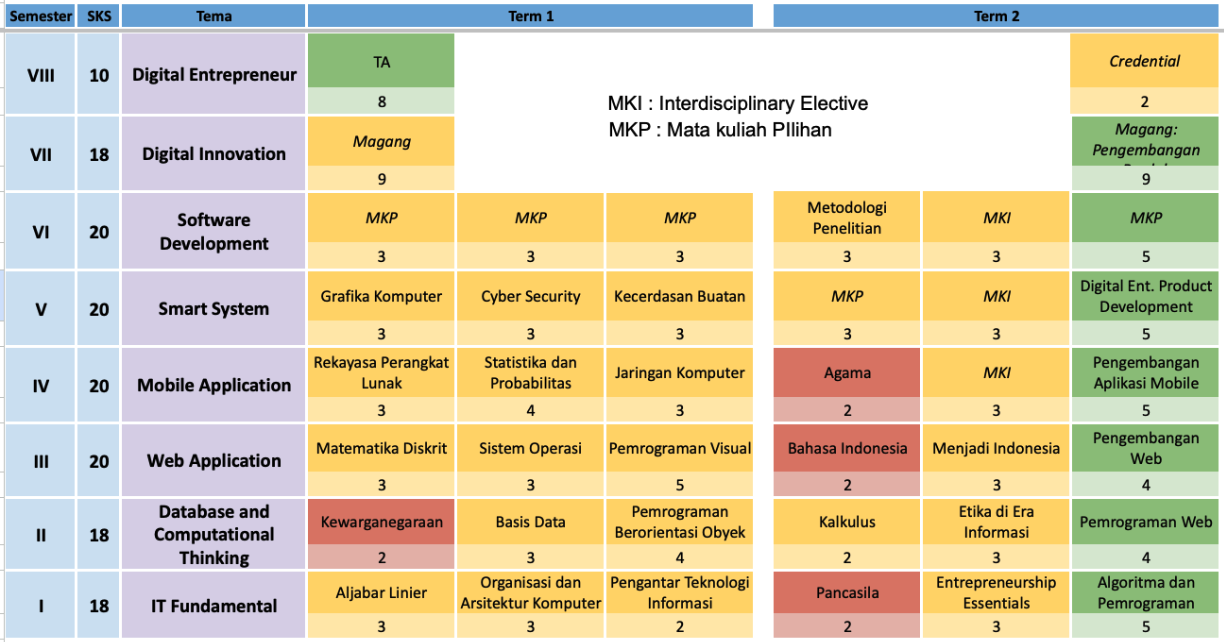 Semester SKS Tema Term 1 Term 2
VIII 10 Digital Entrepreneur
TA
8
MKI : Interdisciplinary Elective
MKP : Mata kuliah PIlihan
Credential
2
VII 18 Digital Innovation
Magang
9
Magang:
Pengembangan
9
VI 20 Software
Development
MKP
3
MKP
3
MKP
3
Metodologi
Penelitian
3
MKI
3
MKP
5
V 20 Smart System
Grafika Komputer
3
Cyber Security
3
Kecerdasan Buatan
3
MKP
3
MKI
3
Digital Ent. Product
Development
5
IV 20 Mobile Application
Rekayasa Perangkat
Lunak
3
Statistika dan
Probabilitas
4
Jaringan Komputer
3
Agama
2
MKI
3
Pengembangan
Aplikasi Mobile
5
III 20 Web Application
Matematika Diskrit
3
Sistem Operasi
3
Pemrograman Visual
5
Bahasa Indonesia
2
Menjadi Indonesia
3
Pengembangan
Web
4
II 18 Database and
Computational
Thinking
Kewarganegaraan
2
Basis Data
3
Pemrograman
Berorientasi Obyek
4
Kalkulus
2
Etika di Era
Informasi
3
Pemrograman Web
4
I 18 IT Fundamental
Aljabar Linier
3
Organisasi dan
Arsitektur Komputer
3
Pengantar Teknologi
Informasi
2
Pancasila
2
Entrepreneurship
Essentials
3
Algoritma dan
Pemrograman
5